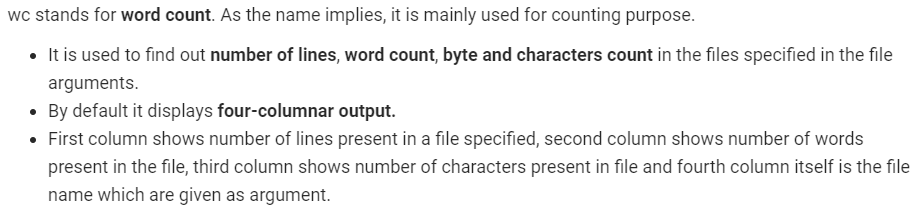 wc stands for word count. As the name implies, it is mainly used for counting purpose.
• It is used to find out number of lines, word count, byte and characters count in the files specified in the file
arguments.
• By default it displays four-columnar output.
• First column shows number of lines present in a file specified, second column shows number of words
present in the file, third column shows number of characters present in file and fourth column itself is the file
name which are given as argument.